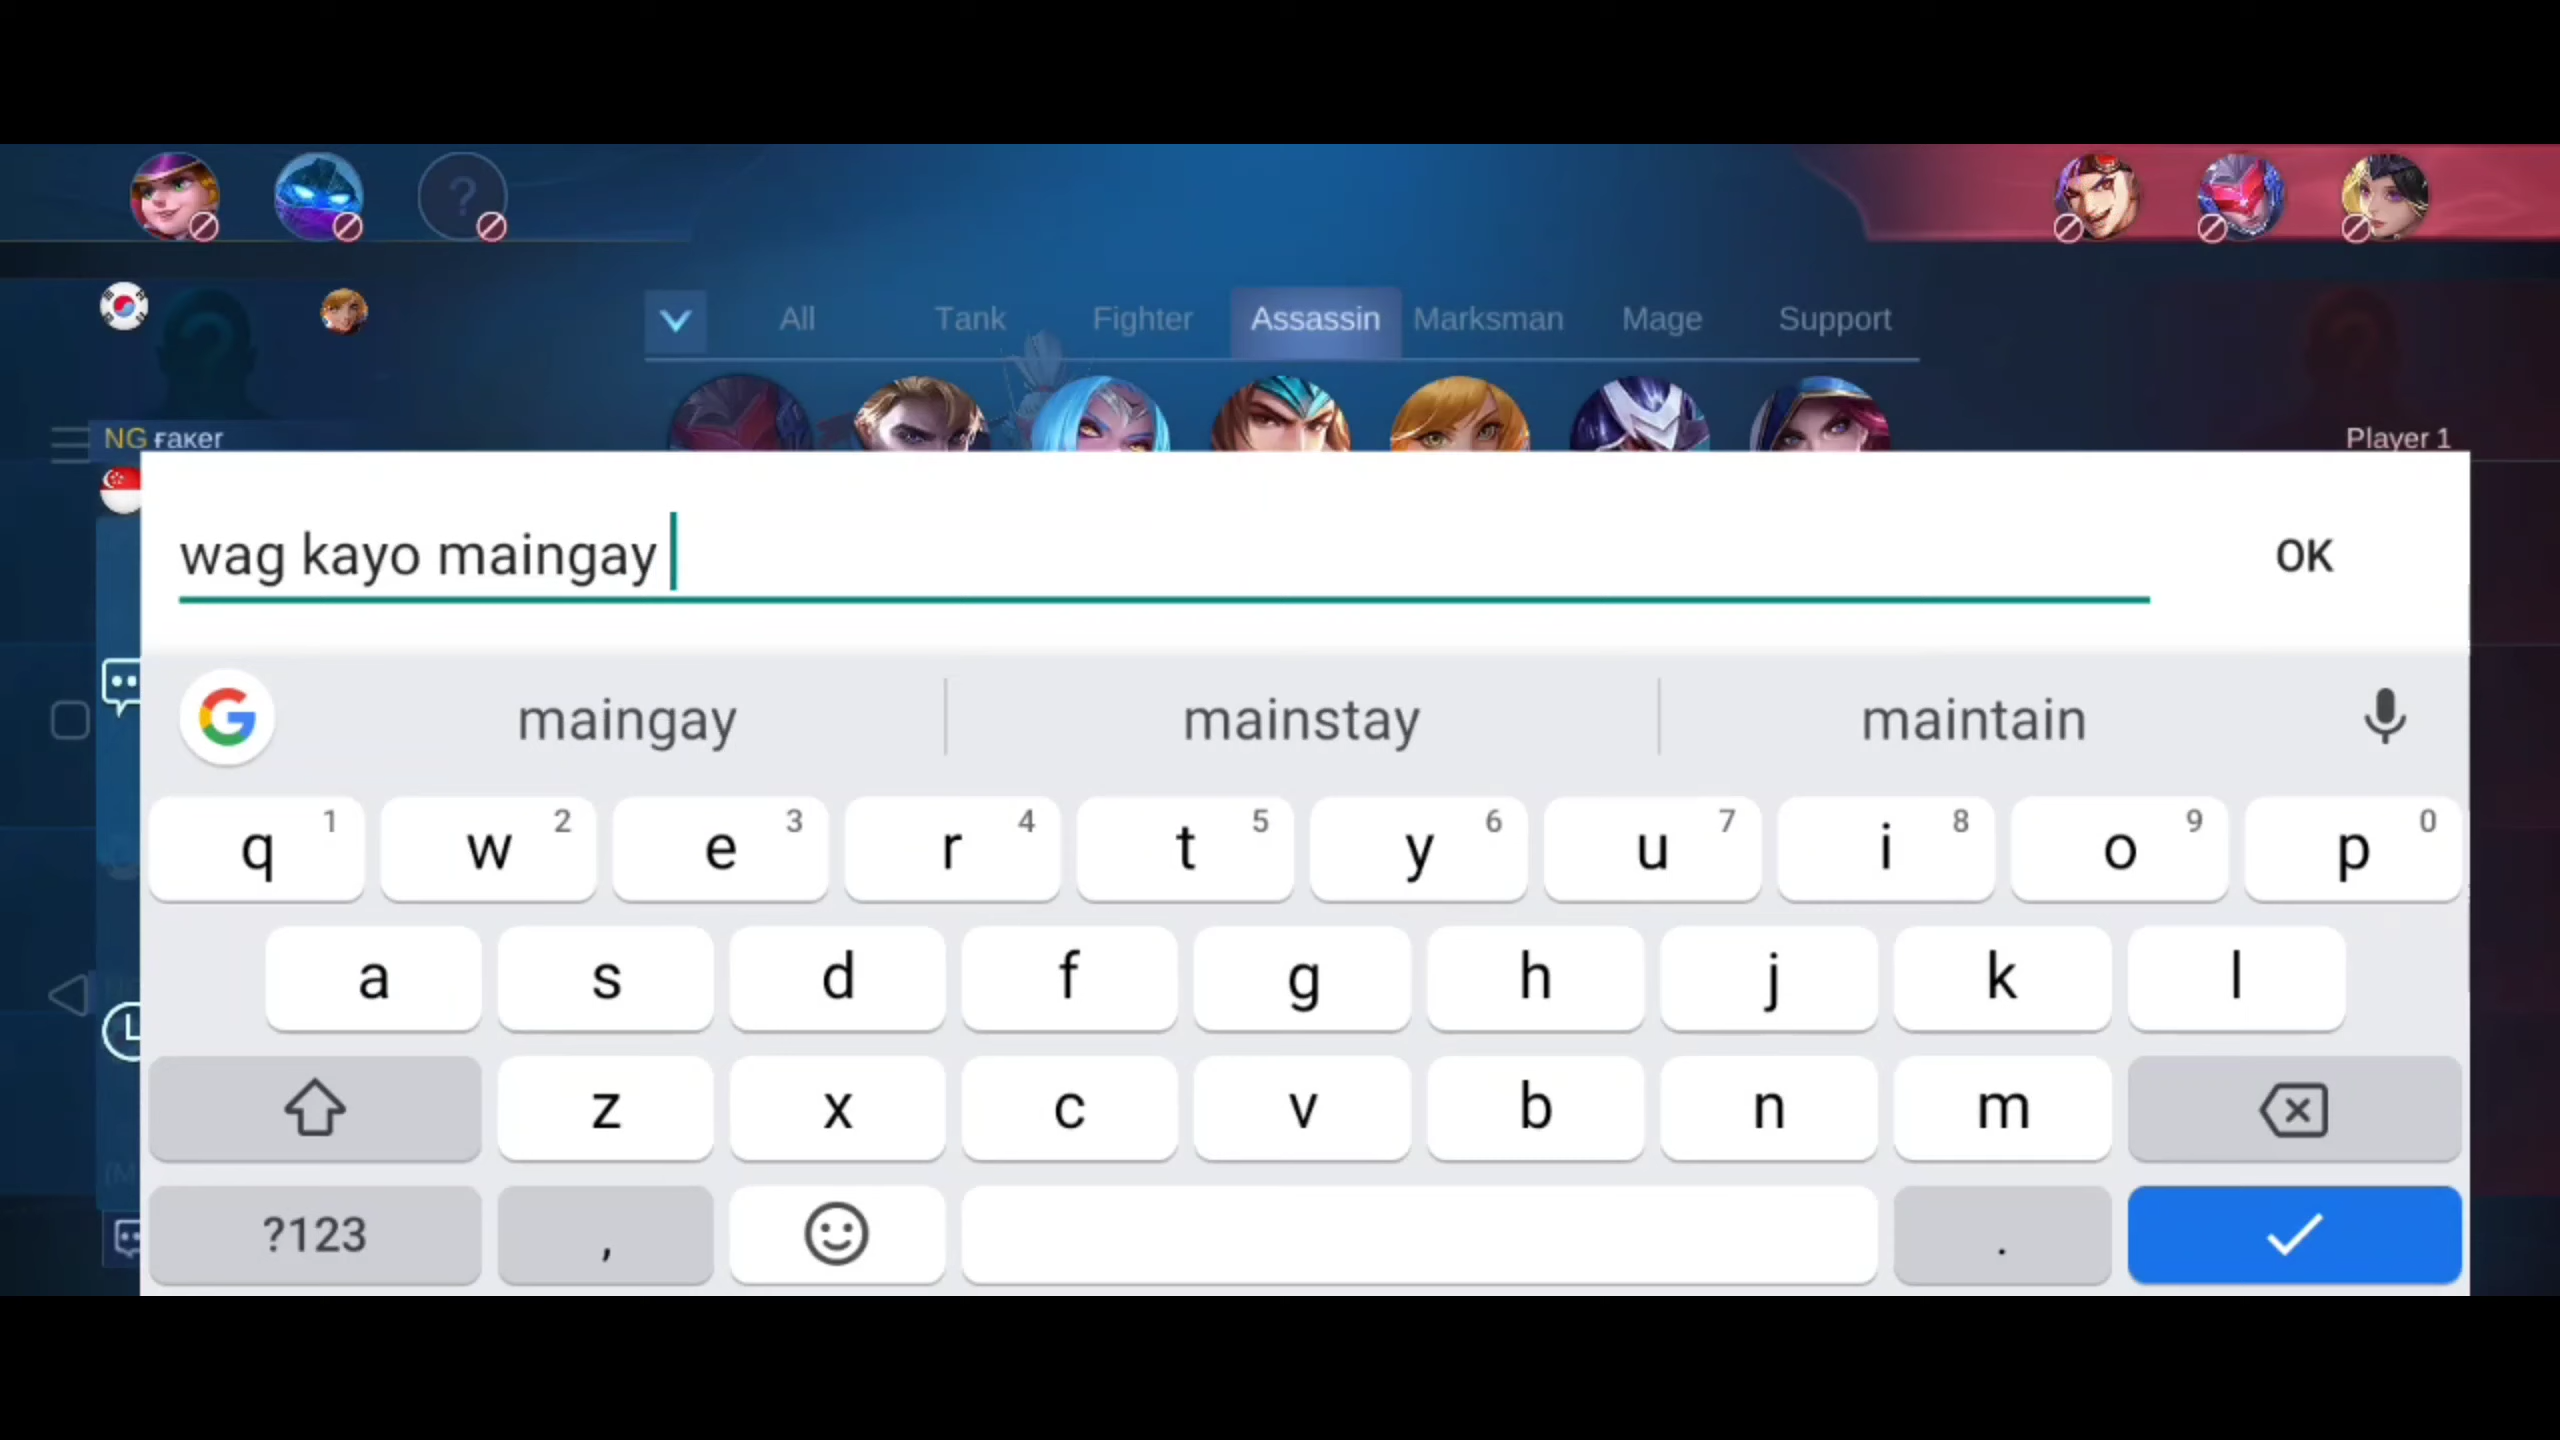 All Tank Fighter Assassin Marksman Mage Support
NG ꜰᴀᴋᴇʀ
Player 1
wag kayo maingay
OK
maingay mainstay maintain
q 1 w 2 e 3 r 4 t 5 y 6 u 7 i 8 o 9 p 0
a s d f g h j k l
z x c v b n m
?123 , .